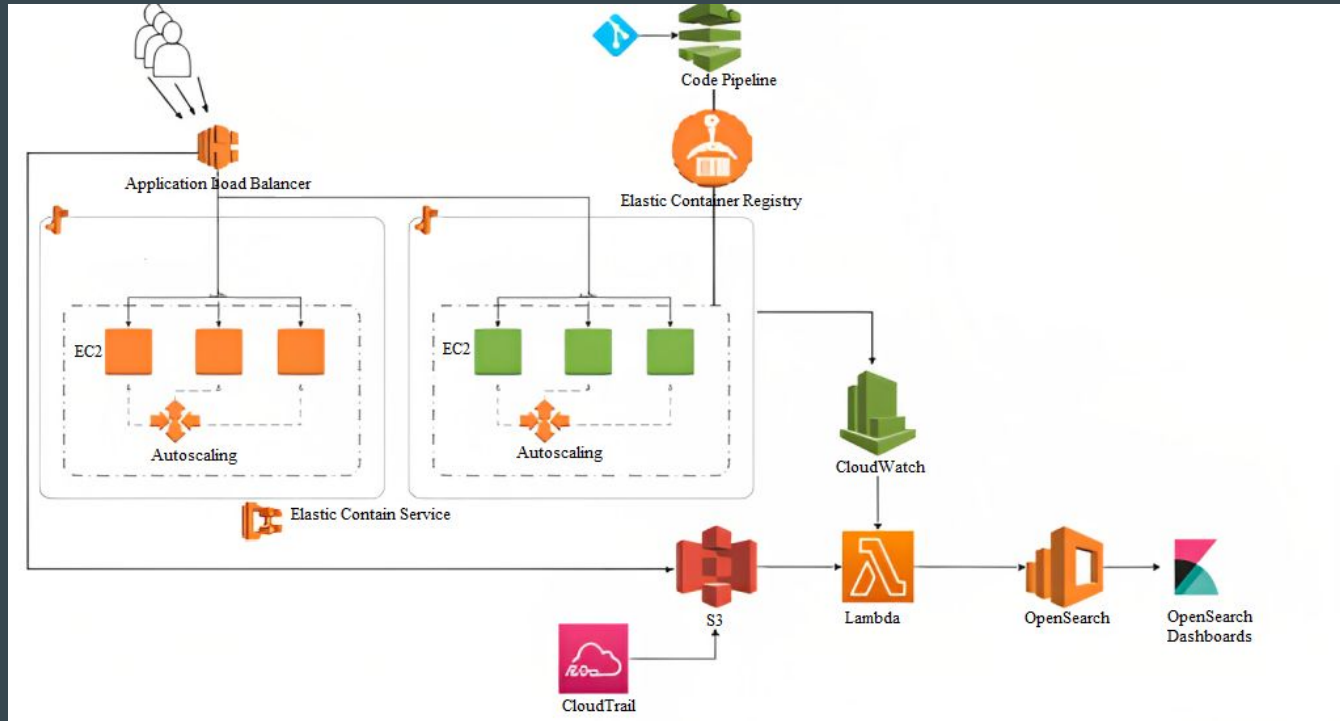 Code Pipeline
Application Load Balancer
Elastic Container Registry
EC2
EC2
Autoscaling
Autoscaling
CloudWatch
Elastic Contain Service
S3
Lambda
OpenSearch
OpenSearch
Dashboards
CloudTrail